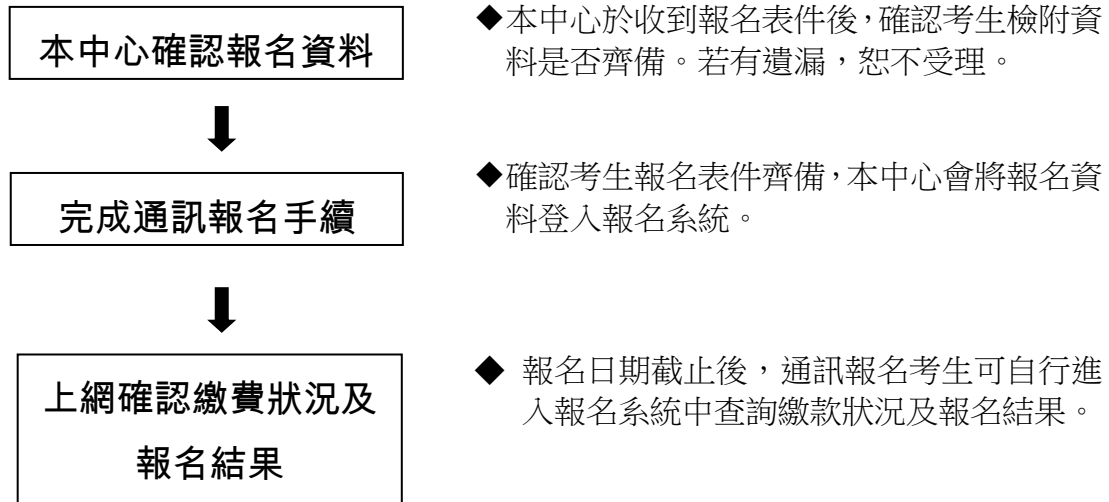 本中心確認報名資料
◆本中心於收到報名表件後，確認考生檢附資
料是否齊備。若有遺漏，恕不受理。
完成通訊報名手續
◆確認考生報名表件齊備，本中心會將報名資
料登入報名系統。
上網確認繳費狀況及
報名結果
◆ 報名日期截止後，通訊報名考生可自行進
入報名系統中查詢繳款狀況及報名結果。